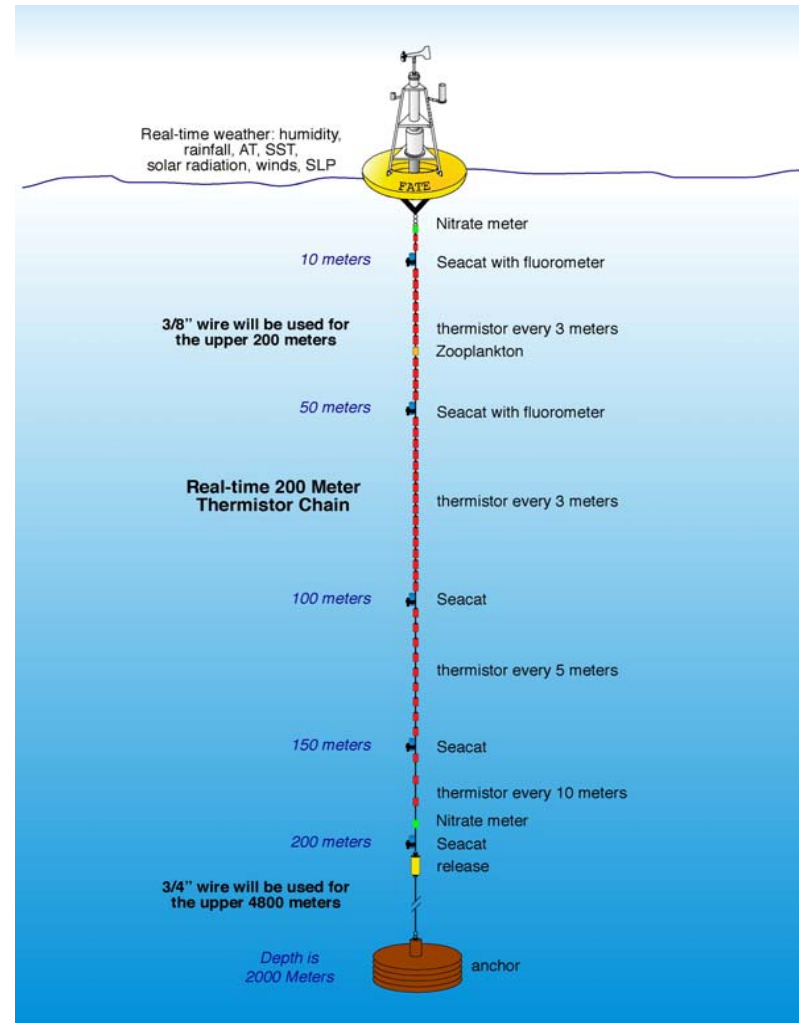 Real-time weather: humidity,
rainfall, AT, SST,
solar radiation, winds, SLP
FATE
Nitrate meter
10 meters
Seacat with fluorometer
3/8" wire will be used for
the upper 200 meters
thermistor every 3 meters
Zooplankton
50 meters
Seacat with fluorometer
Real-time 200 Meter
Thermistor Chain
thermistor every 3 meters
100 meters
Seacat
thermistor every 5 meters
150 meters
Seacat
thermistor every 10 meters
Nitrate meter
200 meters
Seacat
release
3/4" wire will be used for
the upper 4800 meters
Depth is
2000 Meters
anchor